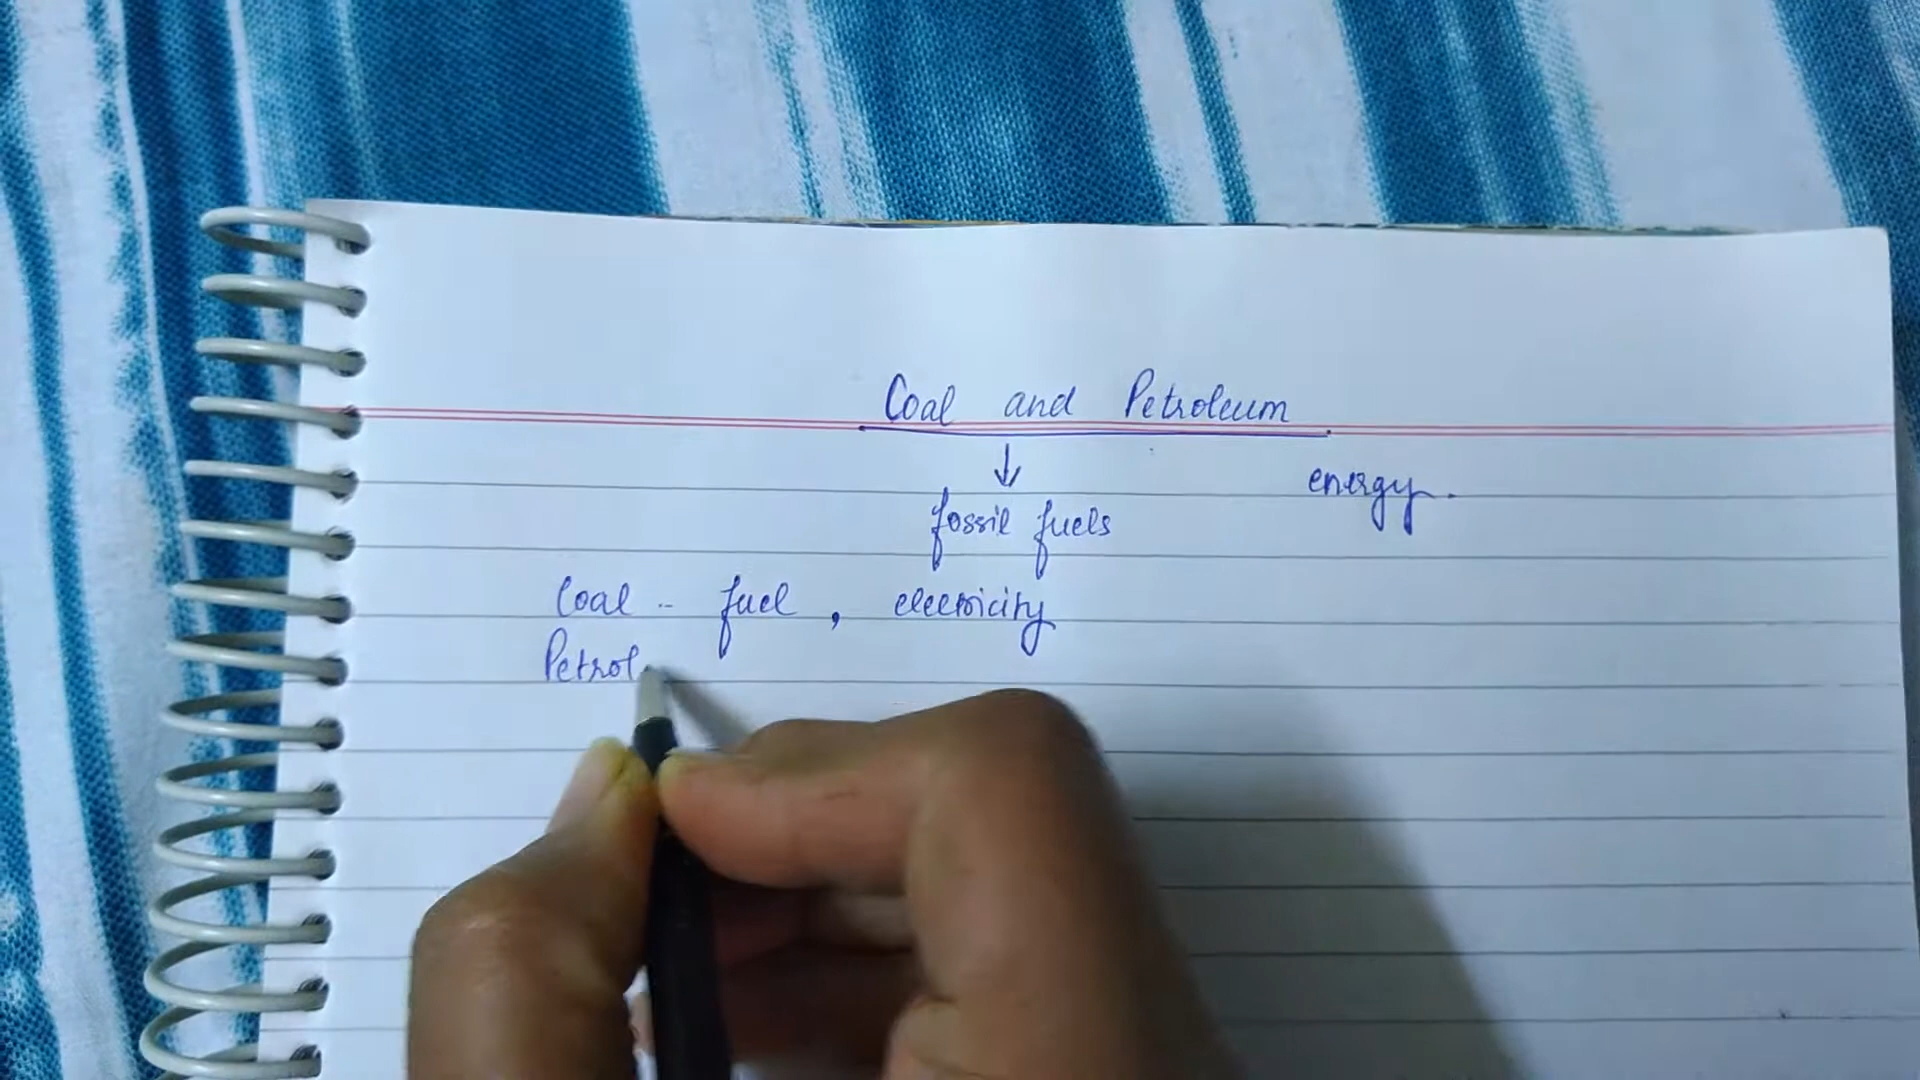 Coal and Petroleum
↓
energy.
fossil fuels
Coal - fuel, electricity
Petrol